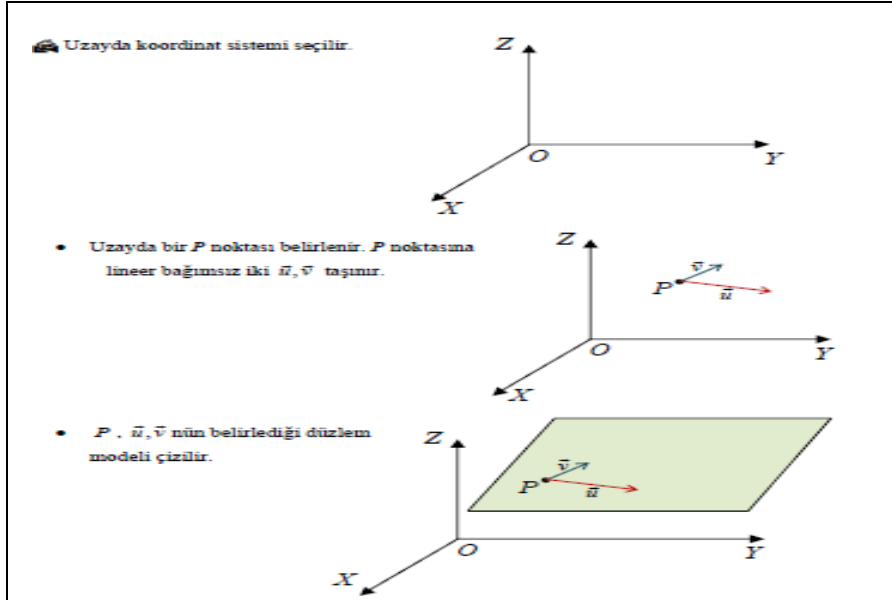 Uzayda koordinat sistemi seçilir.
Z
O
Y
X
• Uzayda bir P noktası belirlenir. P noktasına
lineer bağımsız iki u⃗, v⃗ taşınır.
Z
v⃗
P
u⃗
O
Y
X
• P , u⃗, v⃗ nün belirlediği düzlem
modeli çizilir.
Z
v⃗
P
u⃗
O
Y
X